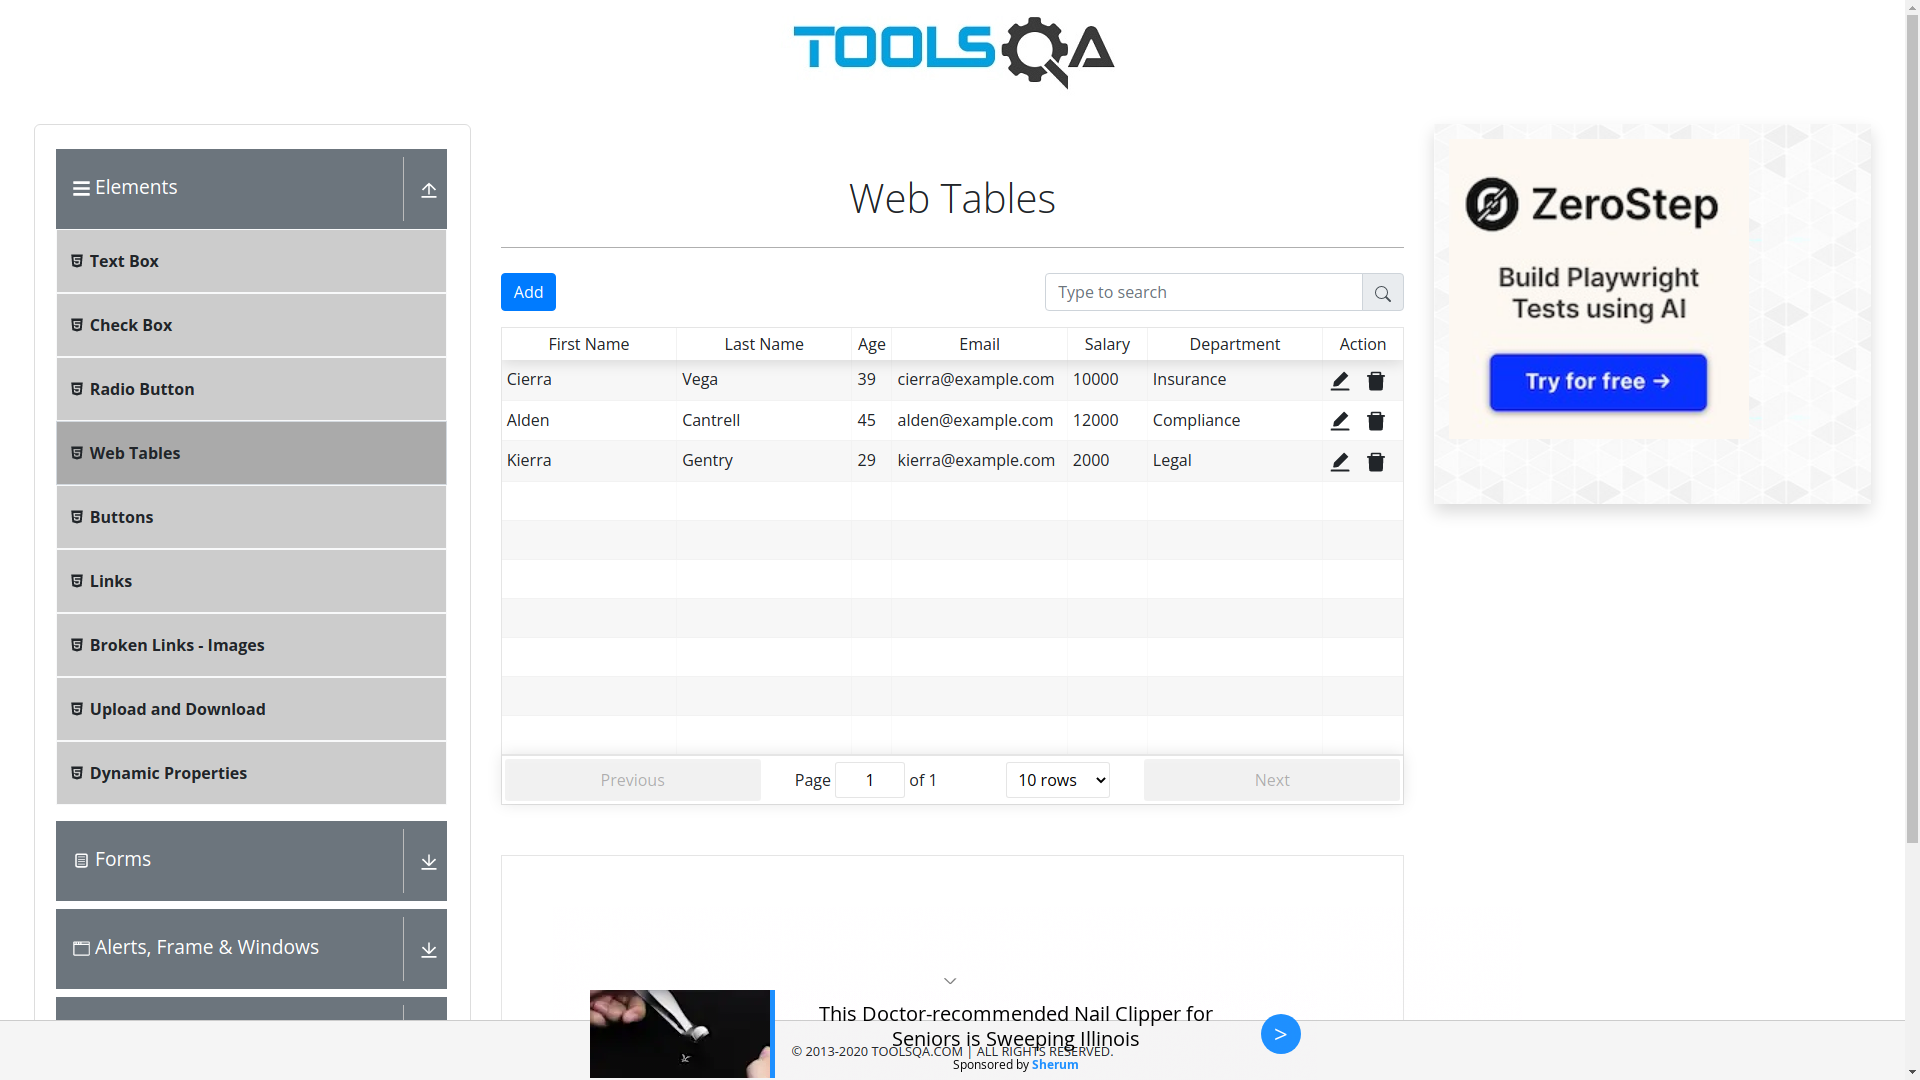 TOOLSQA
Elements
Text Box
Check Box
Radio Button
Web Tables
Buttons
Links
Broken Links - Images
Upload and Download
Dynamic Properties
Forms
Alerts, Frame & Windows
Web Tables
Add
Type to search
First Name Last Name Age Email Salary Department Action
Cierra Vega 39 cierra@example.com 10000 Insurance
Alden Cantrell 45 alden@example.com 12000 Compliance
Kierra Gentry 29 kierra@example.com 2000 Legal
Previous Page 1 of 1 10 rows Next
ZeroStep
Build Playwright
Tests using AI
Try for free →
This Doctor-recommended Nail Clipper for
Seniors is Sweeping Illinois
© 2013-2020 TOOLSQA.COM | ALL RIGHTS RESERVED.
Sponsored by Sherum
>